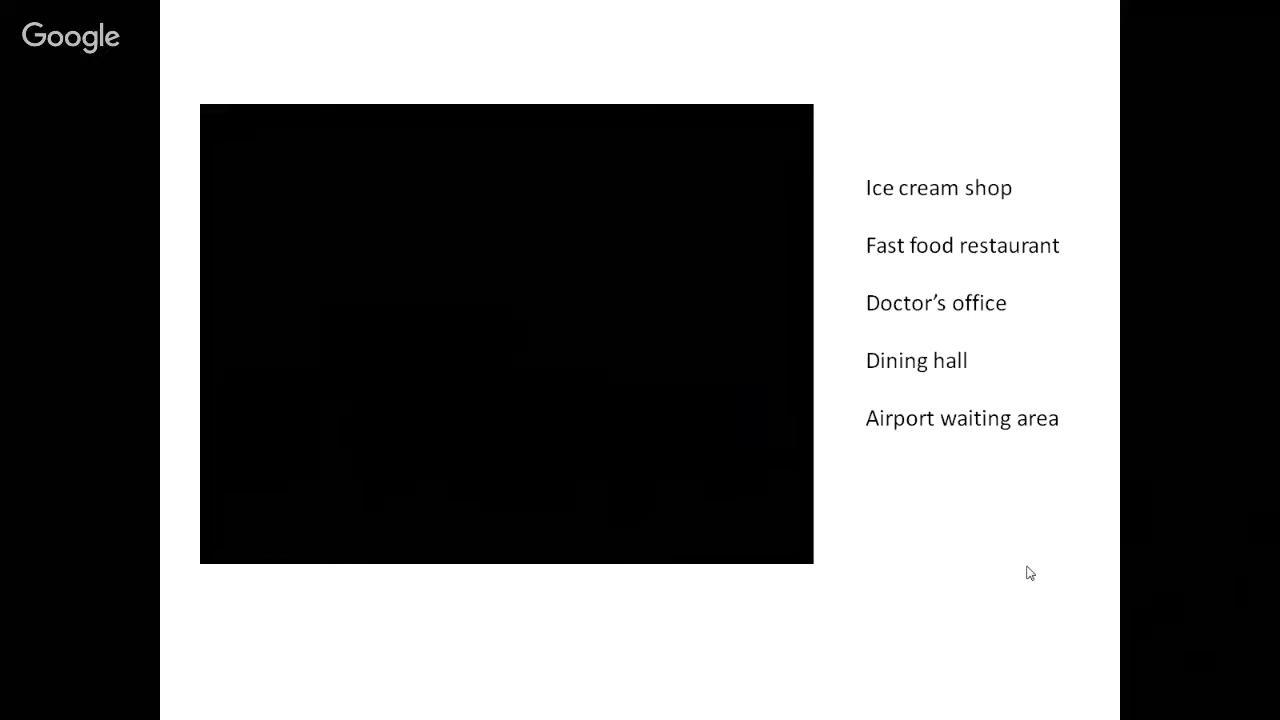 Google
Ice cream shop
Fast food restaurant
Doctor’s office
Dining hall
Airport waiting area